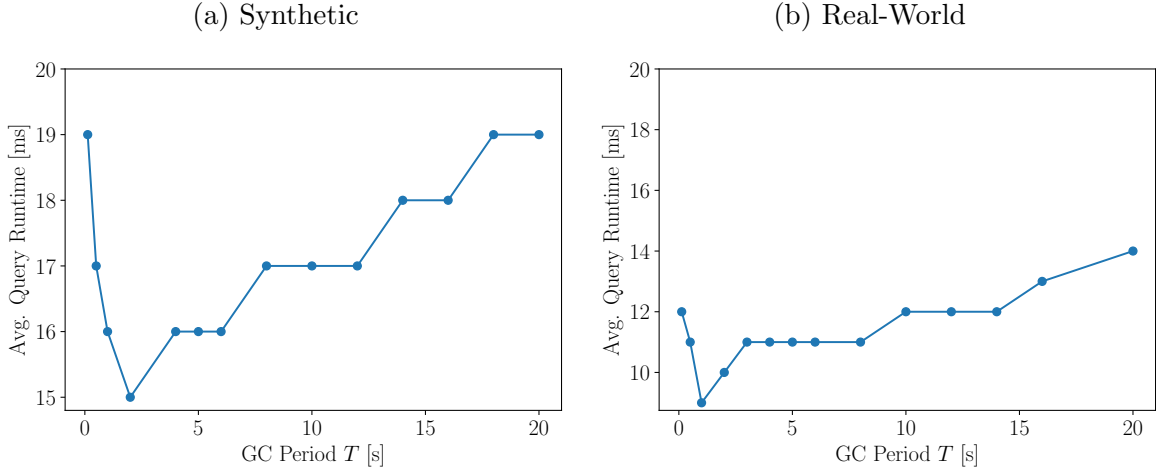 (a) Synthetic
20
19
18
17
16
15
Avg. Query Runtime [ms]
0 5 10 15 20
GC Period T [s]
(b) Real-World
20
18
16
14
12
10
Avg. Query Runtime [ms]
0 5 10 15 20
GC Period T [s]